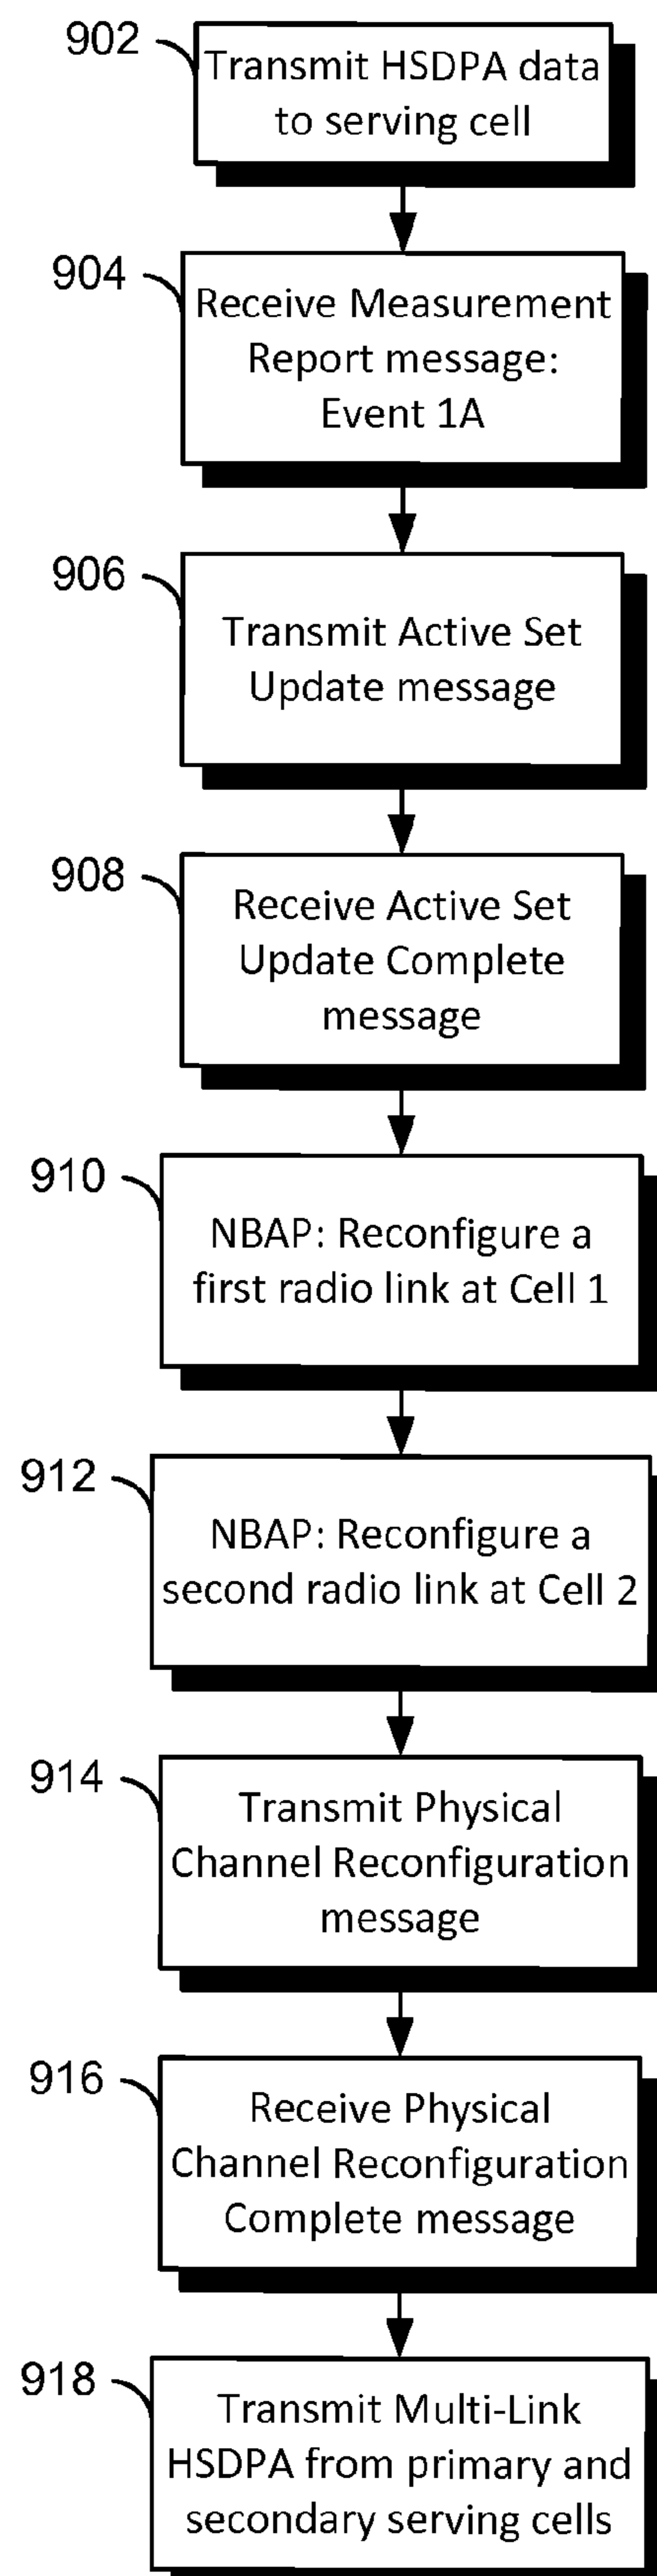 902
Transmit HSDPA data
to serving cell
904
Receive Measurement
Report message:
Event 1A
906
Transmit Active Set
Update message
908
Receive Active Set
Update Complete
message
910
NBAP: Reconfigure a
first radio link at Cell 1
912
NBAP: Reconfigure a
second radio link at Cell 2
914
Transmit Physical
Channel Reconfiguration
message
916
Receive Physical
Channel Reconfiguration
Complete message
918
Transmit Multi-Link
HSDPA from primary and
secondary serving cells